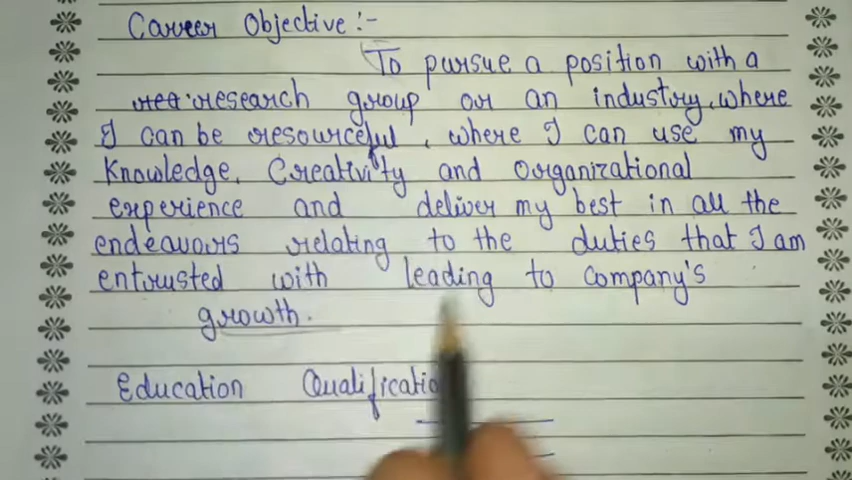 Career Objective :-
To pursue a position with a
research group or an industry, where
I can be resourceful, where I can use my
Knowledge, Creativity and Organizational
experience and deliver my best in all the
endeavours relating to the duties that I am
entrusted with leading to Company's
growth.
Education